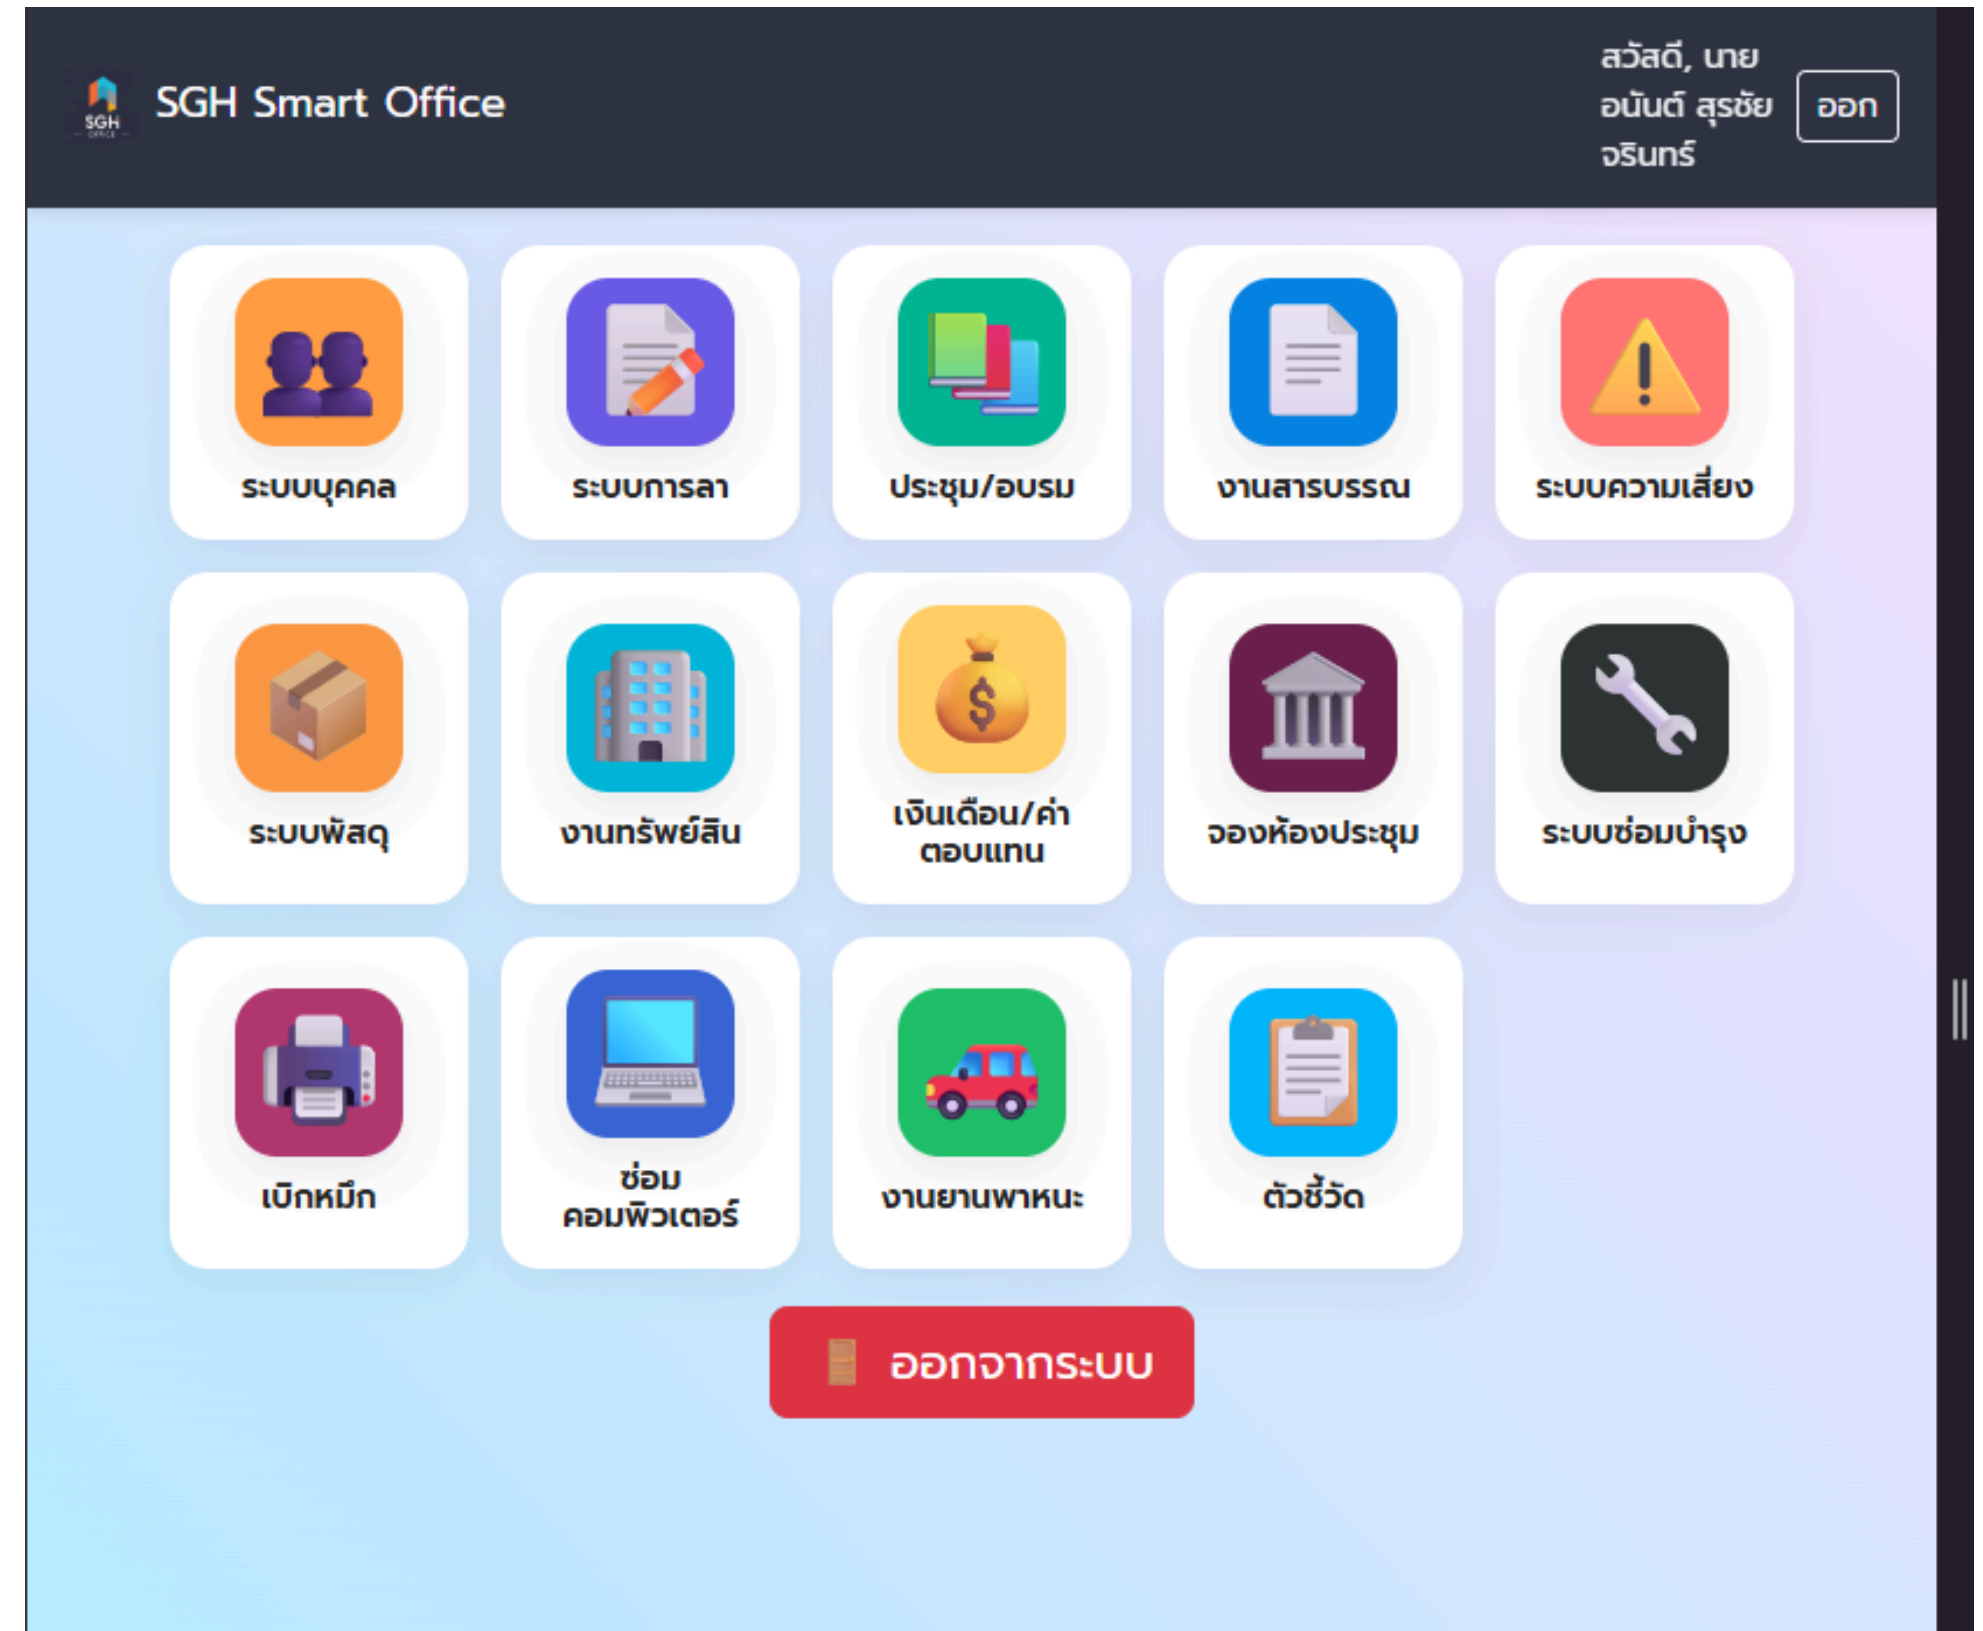 SGH
OFFICE
SGH Smart Office
สวัสดี, นาย
อนันต์ สุรชัย
จรินทร์
ออก
ระบบบุคคล
ระบบการลา
ประชุม/อบรม
งานสารบรรณ
ระบบความเสี่ยง
ระบบพัสดุ
งานทรัพย์สิน
เงินเดือน/ค่า
ตอบแทน
จองห้องประชุม
ระบบซ่อมบำรุง
เบิกหมึก
ซ่อม
คอมพิวเตอร์
งานยานพาหนะ
ตัวชี้วัด
ออกจากระบบ